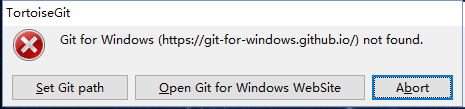 TortoiseGit
Git for Windows (https://git-for-windows.github.io/) not found.
Set Git path
Open Git for Windows WebSite
Abort